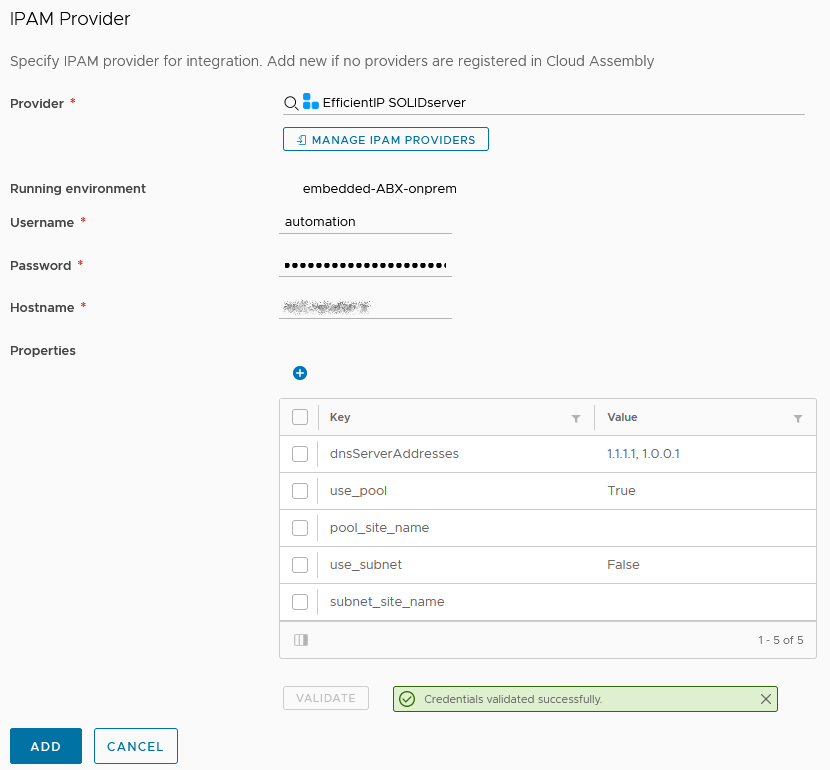 IPAM Provider
Specify IPAM provider for integration. Add new if no providers are registered in Cloud Assembly
Provider * EfficientIP SOLIDserver
MANAGE IPAM PROVIDERS
Running environment embedded-ABX-onprem
Username * automation
Password * ••••••••••••••••••••••
Hostname *
Properties
Key Value
dnsServerAddresses 1.1.1.1, 1.0.0.1
use_pool True
pool_site_name
use_subnet False
subnet_site_name
1 - 5 of 5
VALIDATE Credentials validated successfully.
ADD CANCEL